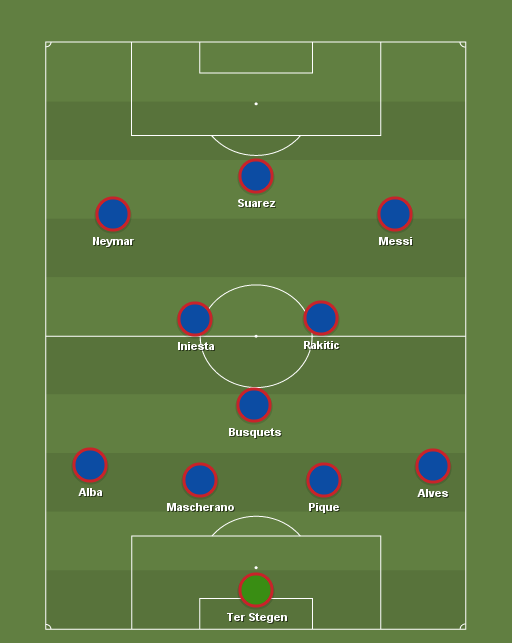 Suarez
Neymar
Messi
Iniesta
Rakitic
Busquets
Alba
Alves
Mascherano
Pique
Ter Stegen